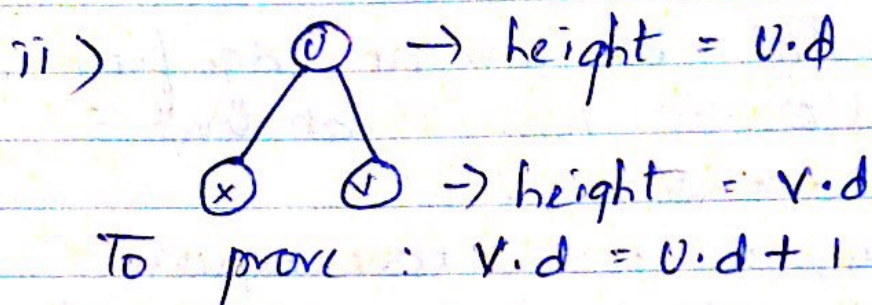 ii) U → height = U.d
x v → height = v.d
To prove : v.d = U.d + 1